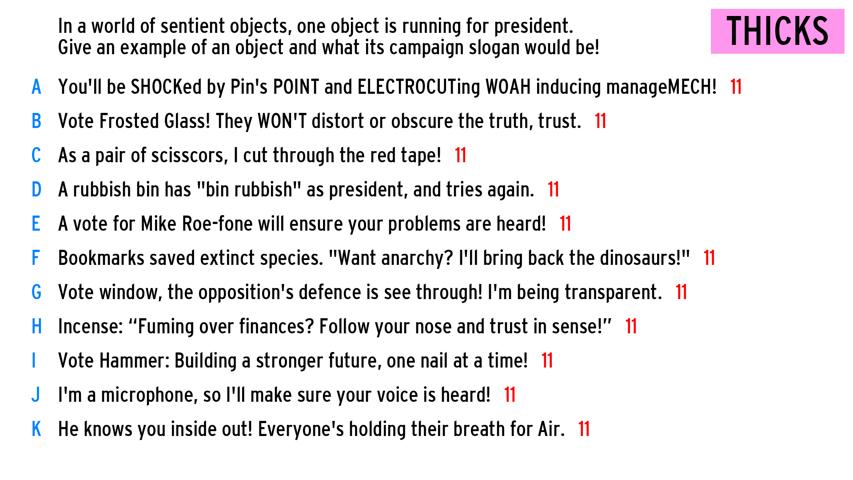 In a world of sentient objects, one object is running for president.
Give an example of an object and what its campaign slogan would be!
THICKS
A You'll be SHOCKed by Pin's POINT and ELECTROCUTing WOAH inducing manageMECH! 11
B Vote Frosted Glass! They WON'T distort or obscure the truth, trust. 11
C As a pair of scisscors, I cut through the red tape! 11
D A rubbish bin has "bin rubbish" as president, and tries again. 11
E A vote for Mike Roe-fone will ensure your problems are heard! 11
F Bookmarks saved extinct species. "Want anarchy? I'll bring back the dinosaurs!" 11
G Vote window, the opposition's defence is see through! I'm being transparent. 11
H Incense: “Fuming over finances? Follow your nose and trust in sense!” 11
I Vote Hammer: Building a stronger future, one nail at a time! 11
J I'm a microphone, so I'll make sure your voice is heard! 11
K He knows you inside out! Everyone's holding their breath for Air. 11